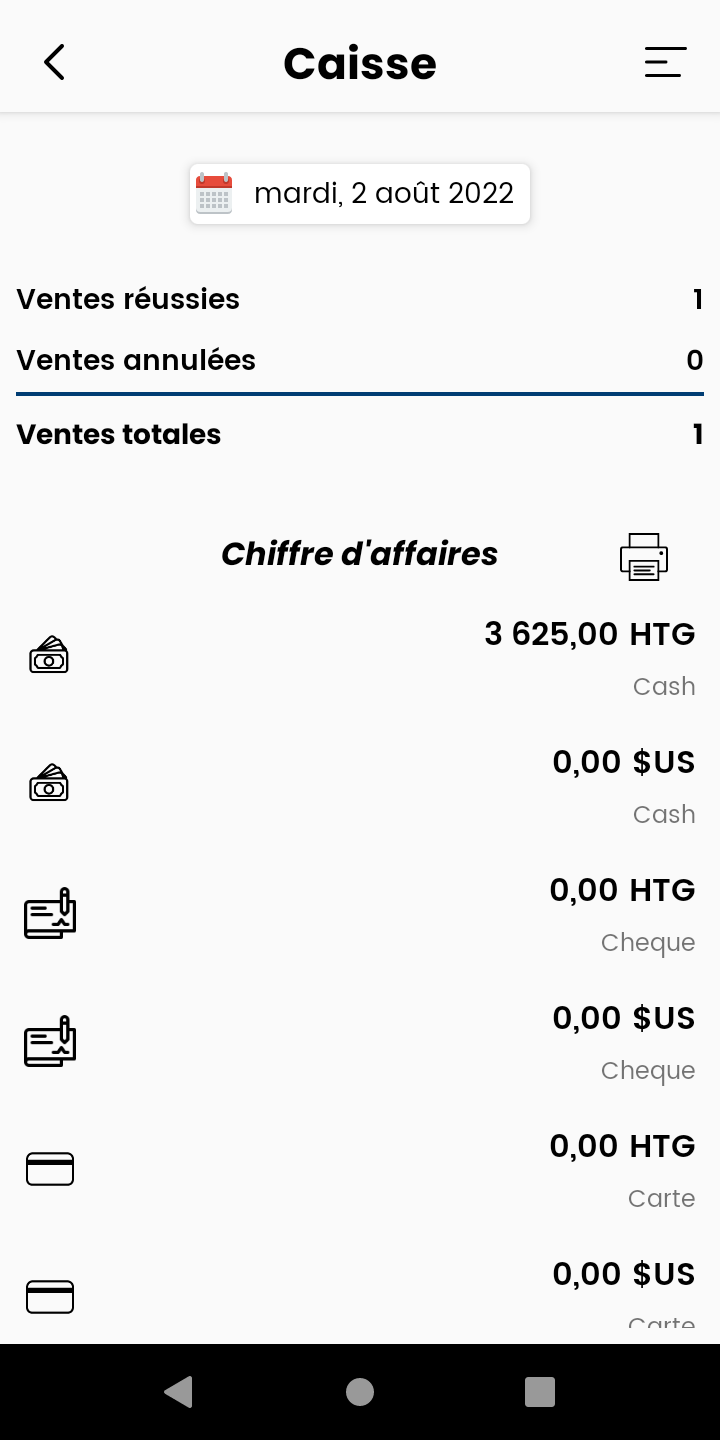 Caisse
mardi, 2 août 2022
Ventes réussies 1
Ventes annulées 0
Ventes totales 1
Chiffre d'affaires
3 625,00 HTG
Cash
0,00 $US
Cash
0,00 HTG
Cheque
0,00 $US
Cheque
0,00 HTG
Carte
0,00 $US
Carte